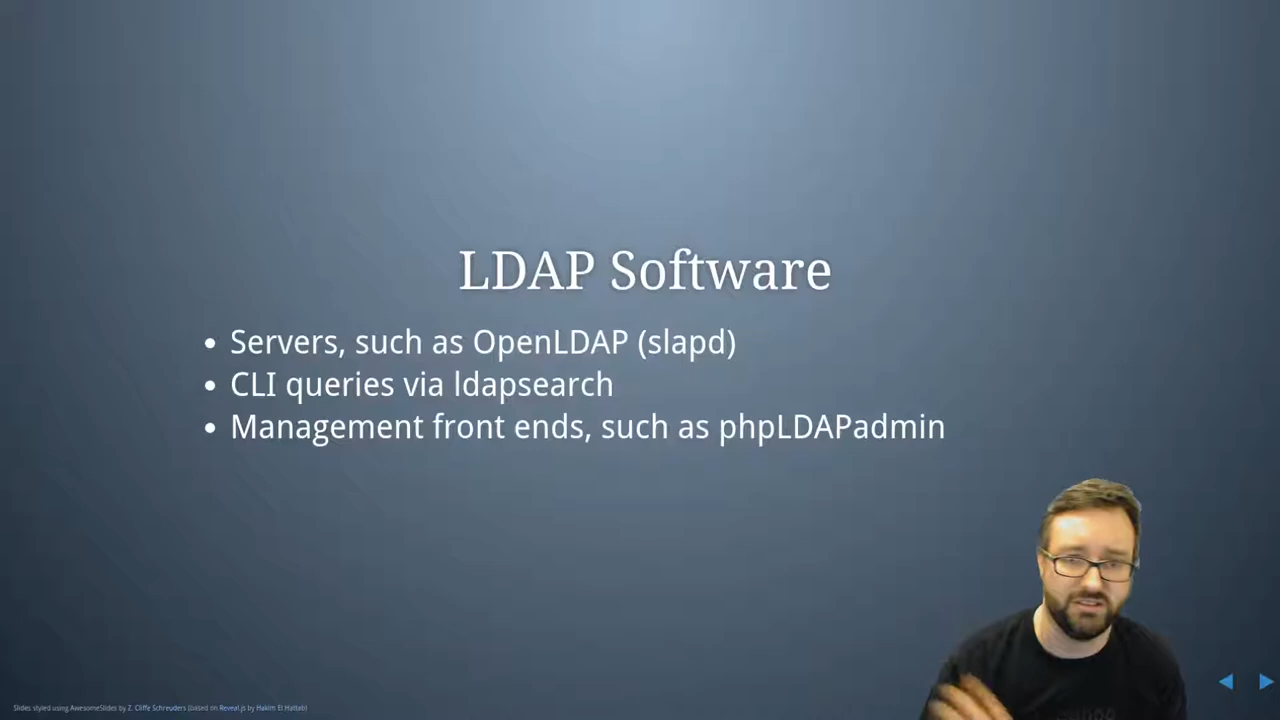 LDAP Software
• Servers, such as OpenLDAP (slapd)
• CLI queries via ldapsearch
• Management front ends, such as phpLDAPadmin
Slides styled using AwesomeSlides by Z. Cliffe Schreuders (based on Reveal.js by Hakim El Hattab)